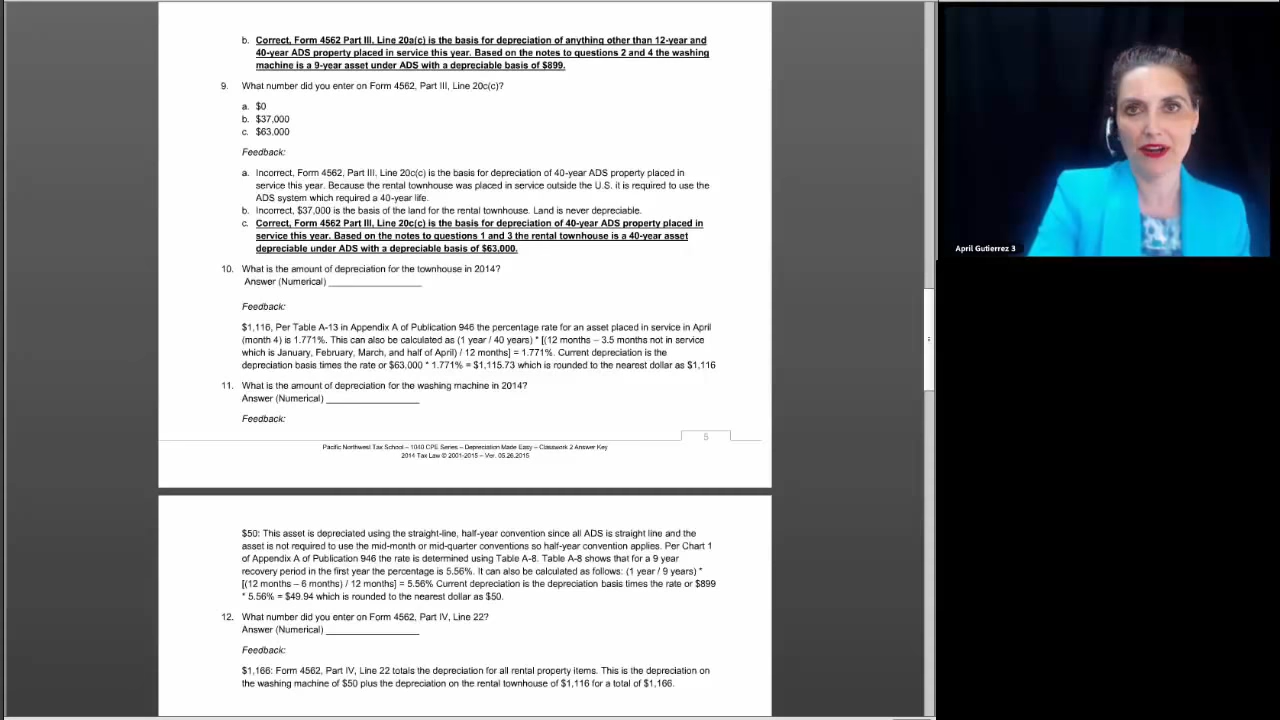 b. Correct, Form 4562 Part III, Line 20a(c) is the basis for depreciation of anything other than 12-year and
40-year ADS property placed in service this year. Based on the notes to questions 2 and 4 the washing
machine is a 9-year asset under ADS with a depreciable basis of $899.
9. What number did you enter on Form 4562, Part III, Line 20c(c)?
a. $0
b. $37,000
c. $63,000
Feedback:
a. Incorrect, Form 4562, Part III, Line 20c(c) is the basis for depreciation of 40-year ADS property placed in
service this year. Because the rental townhouse was placed in service outside the U.S. it is required to use the
ADS system which required a 40-year life.
b. Incorrect, $37,000 is the basis of the land for the rental townhouse. Land is never depreciable.
c. Correct, Form 4562 Part III, Line 20c(c) is the basis for depreciation of 40-year ADS property placed in
service this year. Based on the notes to questions 1 and 3 the rental townhouse is a 40-year asset
depreciable under ADS with a depreciable basis of $63,000.
10. What is the amount of depreciation for the townhouse in 2014?
Answer (Numerical) __________________
Feedback:
$1,116, Per Table A-13 in Appendix A of Publication 946 the percentage rate for an asset placed in service in April
(month 4) is 1.771%. This can also be calculated as (1 year / 40 years) * [(12 months – 3.5 months not in service
which is January, February, March, and half of April) / 12 months] = 1.771%. Current depreciation is the
depreciation basis times the rate or $63,000 * 1.771% = $1,115.73 which is rounded to the nearest dollar as $1,116
11. What is the amount of depreciation for the washing machine in 2014?
Answer (Numerical) __________________
Feedback:
5
Pacific Northwest Tax School – 1040 CPE Series – Depreciation Made Easy – Classwork 2 Answer Key
2014 Tax Law © 2001-2015 – Ver. 05.26.2015
$50: This asset is depreciated using the straight-line, half-year convention since all ADS is straight line and the
asset is not required to use the mid-month or mid-quarter conventions so half-year convention applies. Per Chart 1
of Appendix A of Publication 946 the rate is determined using Table A-8. Table A-8 shows that for a 9 year
recovery period in the first year the percentage is 5.56%. It can also be calculated as follows: (1 year / 9 years) *
[(12 months – 6 months) / 12 months] = 5.56% Current depreciation is the depreciation basis times the rate or $899
* 5.56% = $49.94 which is rounded to the nearest dollar as $50.
12. What number did you enter on Form 4562, Part IV, Line 22?
Answer (Numerical) __________________
Feedback:
$1,166: Form 4562, Part IV, Line 22 totals the depreciation for all rental property items. This is the depreciation on
the washing machine of $50 plus the depreciation on the rental townhouse of $1,116 for a total of $1,166.
April Gutierrez 3